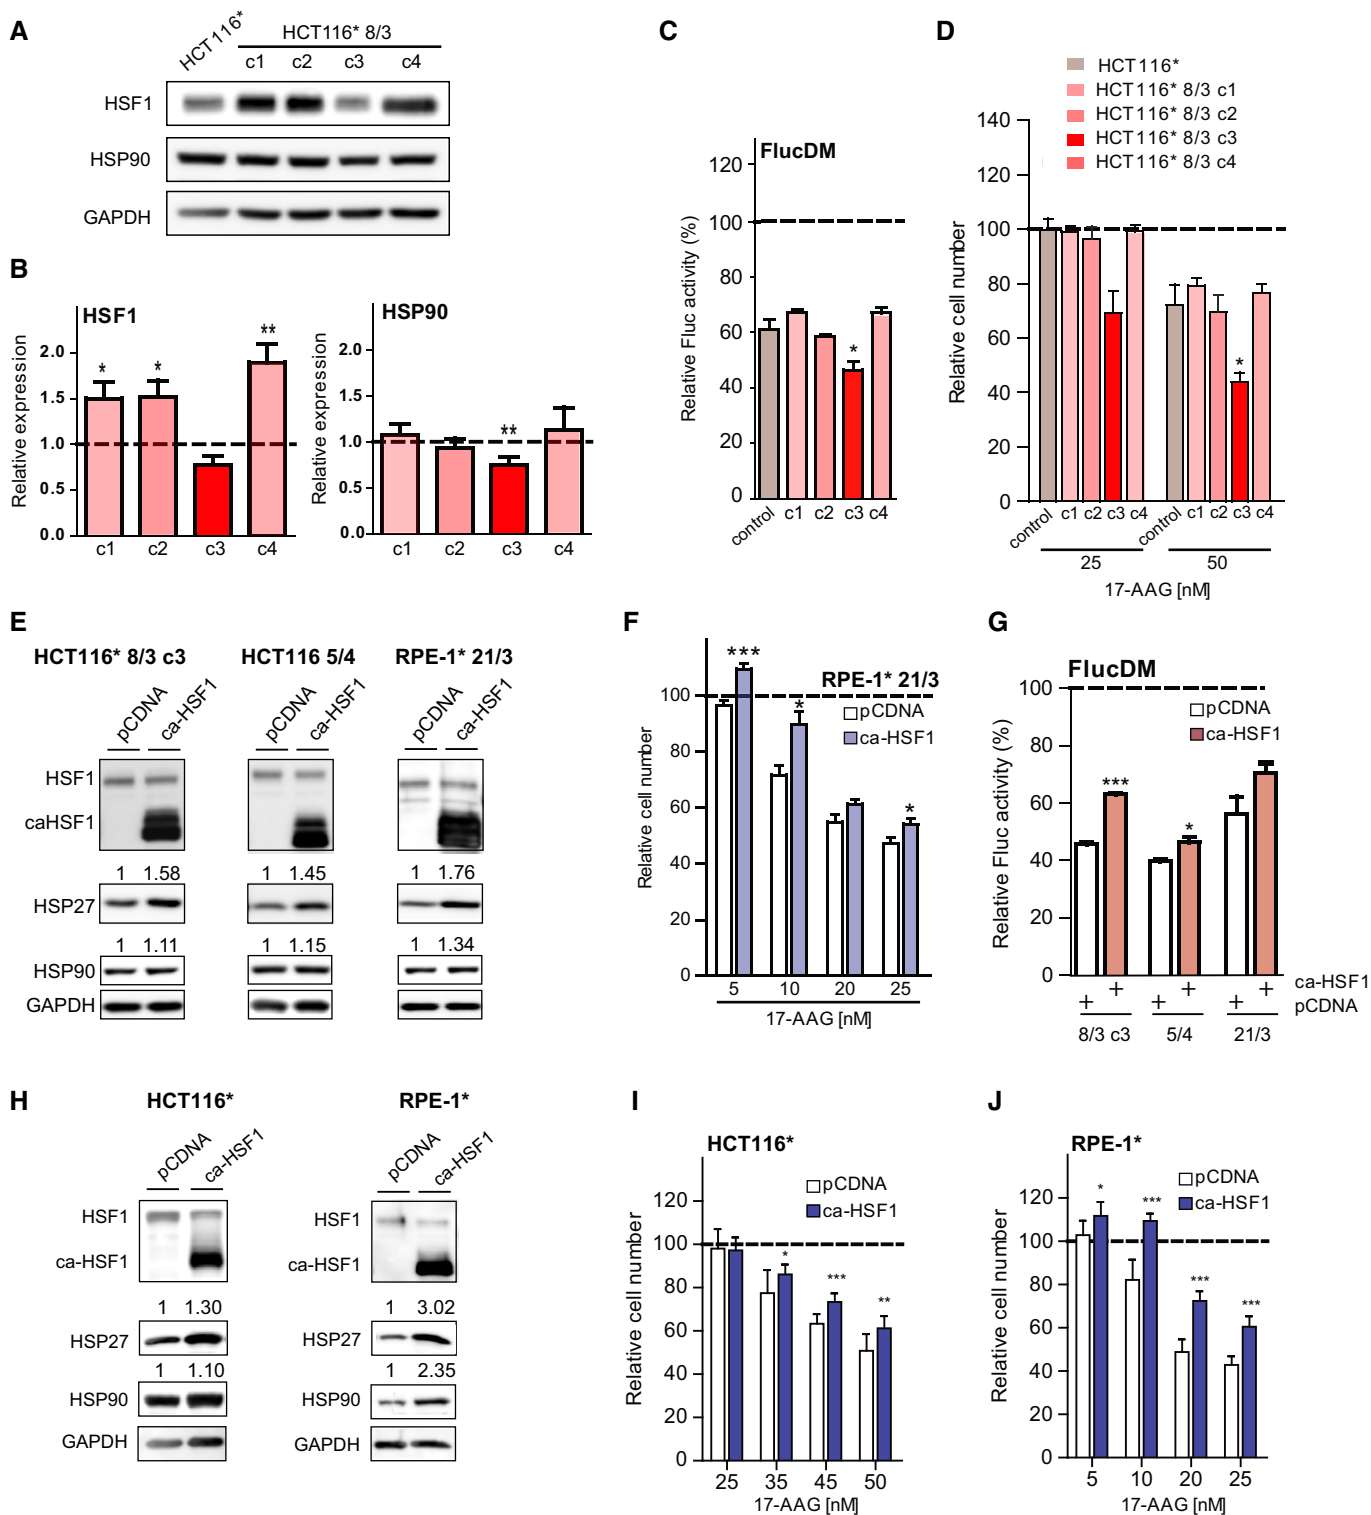 A
HCT116*
HCT116* 8/3
c1 c2 c3 c4
HSF1
HSP90
GAPDH
B
HSF1
Relative expression
2.0
1.5
1.0
0.5
0.0
* * **
c1 c2 c3 c4
HSP90
Relative expression
2.0
1.5
1.0
0.5
0.0
**
c1 c2 c3 c4
C
FlucDM
Relative Fluc activity (%)
120
100
80
60
40
20
0
*
control c1 c2 c3 c4
D
HCT116*
HCT116* 8/3 c1
HCT116* 8/3 c2
HCT116* 8/3 c3
HCT116* 8/3 c4
Relative cell number
140
120
100
80
60
40
20
0
*
control c1 c2 c3 c4 control c1 c2 c3 c4
25 50
17-AAG [nM]
E
HCT116* 8/3 c3 HCT116 5/4 RPE-1* 21/3
pCDNA ca-HSF1 pCDNA ca-HSF1 pCDNA ca-HSF1
HSF1
caHSF1
1 1.58 1 1.45 1 1.76
HSP27
1 1.11 1 1.15 1 1.34
HSP90
GAPDH
F
RPE-1* 21/3
pCDNA
ca-HSF1
Relative cell number
100
80
60
40
20
0
*** * *
5 10 20 25
17-AAG [nM]
G
FlucDM
pCDNA
ca-HSF1
Relative Fluc activity (%)
100
80
60
40
20
0
*** *
+ + + ca-HSF1
+ + + pCDNA
8/3 c3 5/4 21/3
H
HCT116* RPE-1*
pCDNA ca-HSF1 pCDNA ca-HSF1
HSF1 HSF1
ca-HSF1 ca-HSF1
1 1.30 1 3.02
HSP27 HSP27
1 1.10 1 2.35
HSP90 HSP90
GAPDH GAPDH
I
HCT116*
pCDNA
ca-HSF1
Relative cell number
120
100
80
60
40
20
0
* *** **
25 35 45 50
17-AAG [nM]
J
RPE-1*
pCDNA
ca-HSF1
Relative cell number
120
100
80
60
40
20
0
* *** *** ***
5 10 20 25
17-AAG [nM]